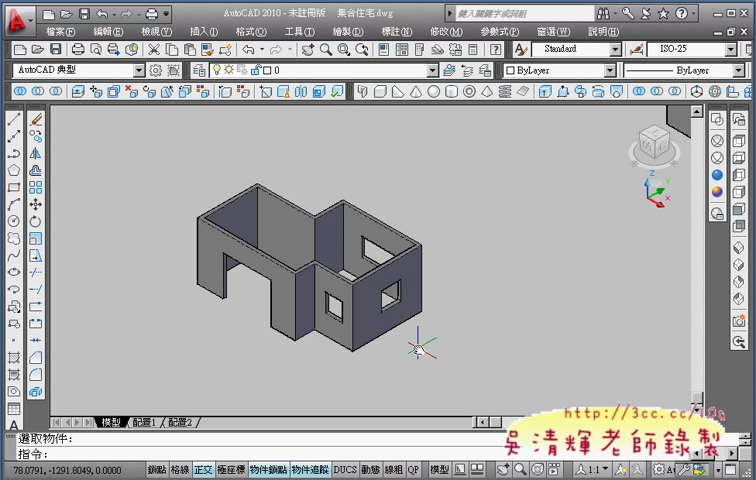 AutoCAD 2010 - 未註冊版 集合住宅.dwg
鍵入關鍵字或詞組
檔案(F) 編輯(E) 檢視(V) 插入(I) 格式(O) 工具(T) 繪製(D) 標註(N) 修改(M) 參數式(P) 視窗(W) 說明(H)
Standard ISO-25
AutoCAD 典型 0 ByLayer ByLayer
Z
Y
X
模型 配置1 配置2
選取物件:
指令:
78.0791, -1291.8049, 0.0000 鎖點 格線 正交 極座標 物件鎖點 物件追蹤 DUCS 動態 線粗 QP 模型 1:1
吳清輝老師錄製